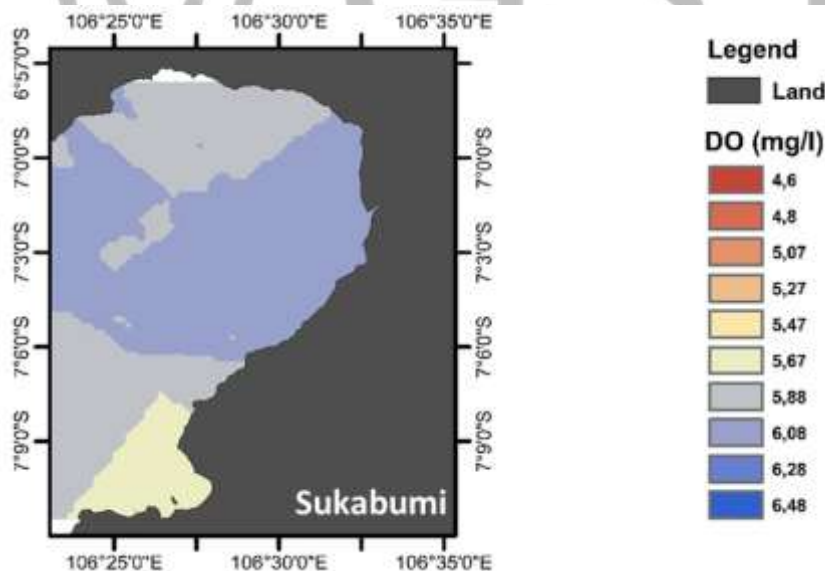 106°25'0"E 106°30'0"E 106°35'0"E
6°57'0"S
7°0'0"S
7°3'0"S
7°6'0"S
7°9'0"S
7°0'0"S
7°3'0"S
7°6'0"S
7°9'0"S
Sukabumi
106°25'0"E 106°30'0"E 106°35'0"E
Legend
Land
DO (mg/l)
4,6
4,8
5,07
5,27
5,47
5,67
5,88
6,08
6,28
6,48